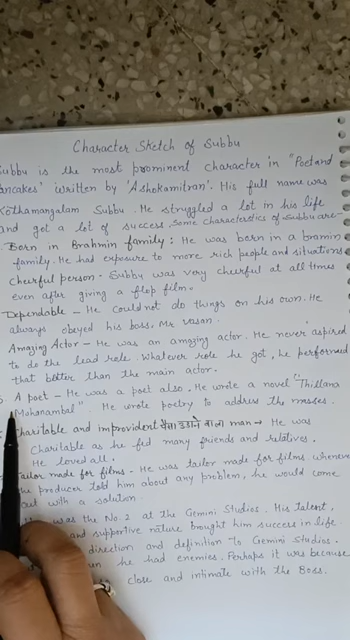 Character Sketch of Subbu
Subbu is the most prominent character in "Poet and
Pancakes" written by 'Ashokamitran'. His full name was
Kothamangalam Subbu. He struggled a lot in his life
and got a lot of success. Some characteristics of subbu are-
Born in Brahmin family: He was born in a bramin
family. He had exposure to more rich people and situations
Cheerful person - Subbu was very cheerful at all times
even after giving a flop film.
Dependable - He could not do things on his own. He
always obeyed his boss. Mr. Vasan.
Amazing Actor - He was an amazing actor. He never aspired
to do the lead role. Whatever role he got, he performed
that better than the main actor.
A poet - He was a poet also. He wrote a novel "Thillana
Mohanambal". He wrote poetry to address the masses.
Charitable and improvident पैसा उड़ाने वाला man → He was
Charitable as he fed many friends and relatives.
He loved all.
Tailor made for films - He was tailor made for films. Whenever
the producer told him about any problem, he would come
out with a solution.
was the No. 2 at the Gemini Studios. His talent,
and supportive nature brought him success in life.
direction and definition to Gemini Studios.
he had enemies. Perhaps it was because
close and intimate with the Boss.